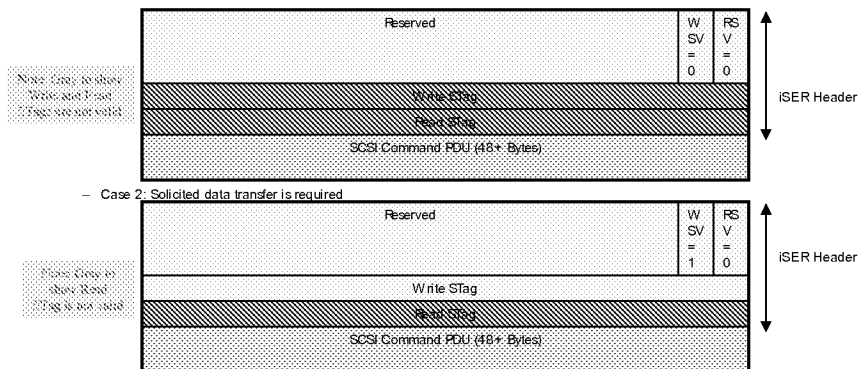 Reserved
W
SV
=
0
RS
V
=
0
Note: Gray to show
Write and Read
STags are not valid
Write STag
Read STag
iSER Header
SCSI Command PDU (48+ Bytes)
– Case 2: Solicited data transfer is required
Reserved
W
SV
=
1
RS
V
=
0
Note: Gray to
show Read
STag is not valid
Write STag
Read STag
iSER Header
SCSI Command PDU (48+ Bytes)